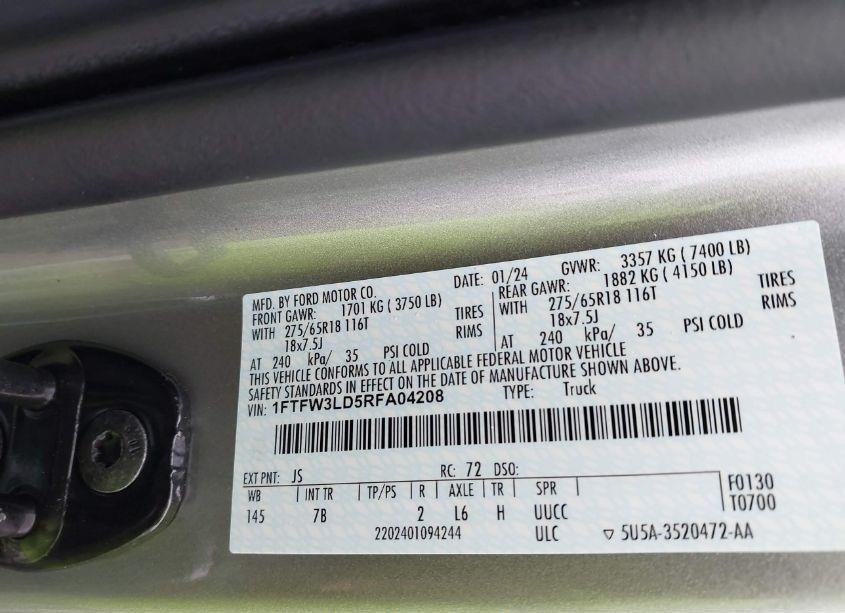 MFD. BY FORD MOTOR CO. DATE: 01/24 GVWR: 3357 KG ( 7400 LB)
FRONT GAWR: 1701 KG ( 3750 LB) REAR GAWR: 1882 KG ( 4150 LB)
WITH 275/65R18 116T TIRES WITH 275/65R18 116T TIRES
18x7.5J RIMS 18x7.5J RIMS
AT 240 kPa/ 35 PSI COLD AT 240 kPa/ 35 PSI COLD
THIS VEHICLE CONFORMS TO ALL APPLICABLE FEDERAL MOTOR VEHICLE
SAFETY STANDARDS IN EFFECT ON THE DATE OF MANUFACTURE SHOWN ABOVE.
VIN: 1FTFW3LD5RFA04208 TYPE: Truck
EXT PNT: JS RC: 72 DSO:
WB INT TR TP/PS R AXLE TR SPR F0130
145 7B 2 L6 H UUCC T0700
2202401094244 ULC ▽ 5U5A-3520472-AA